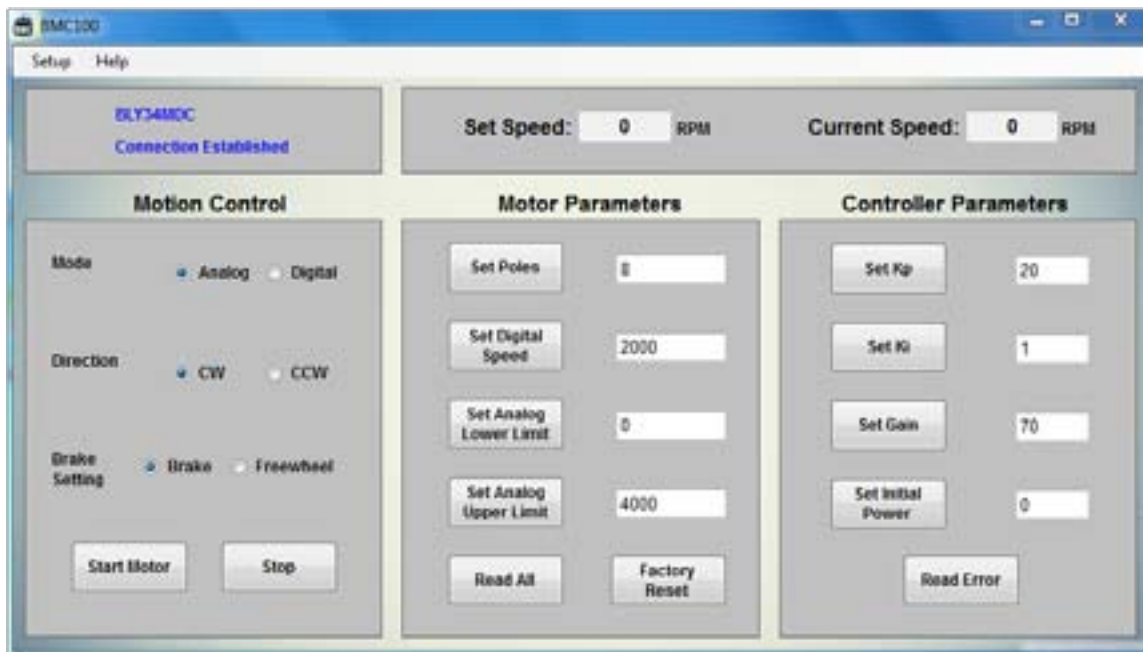 BMC100
Setup Help
BLY34MDC
Connection Established
Set Speed: 0 RPM
Current Speed: 0 RPM
Motion Control
Mode
Analog Digital
Direction
CW CCW
Brake
Setting
Brake Freewheel
Start Motor
Stop
Motor Parameters
Set Poles
8
Set Digital
Speed
2000
Set Analog
Lower Limit
0
Set Analog
Upper Limit
4000
Read All
Factory
Reset
Controller Parameters
Set Kp
20
Set Ki
1
Set Gain
70
Set Initial
Power
0
Read Error